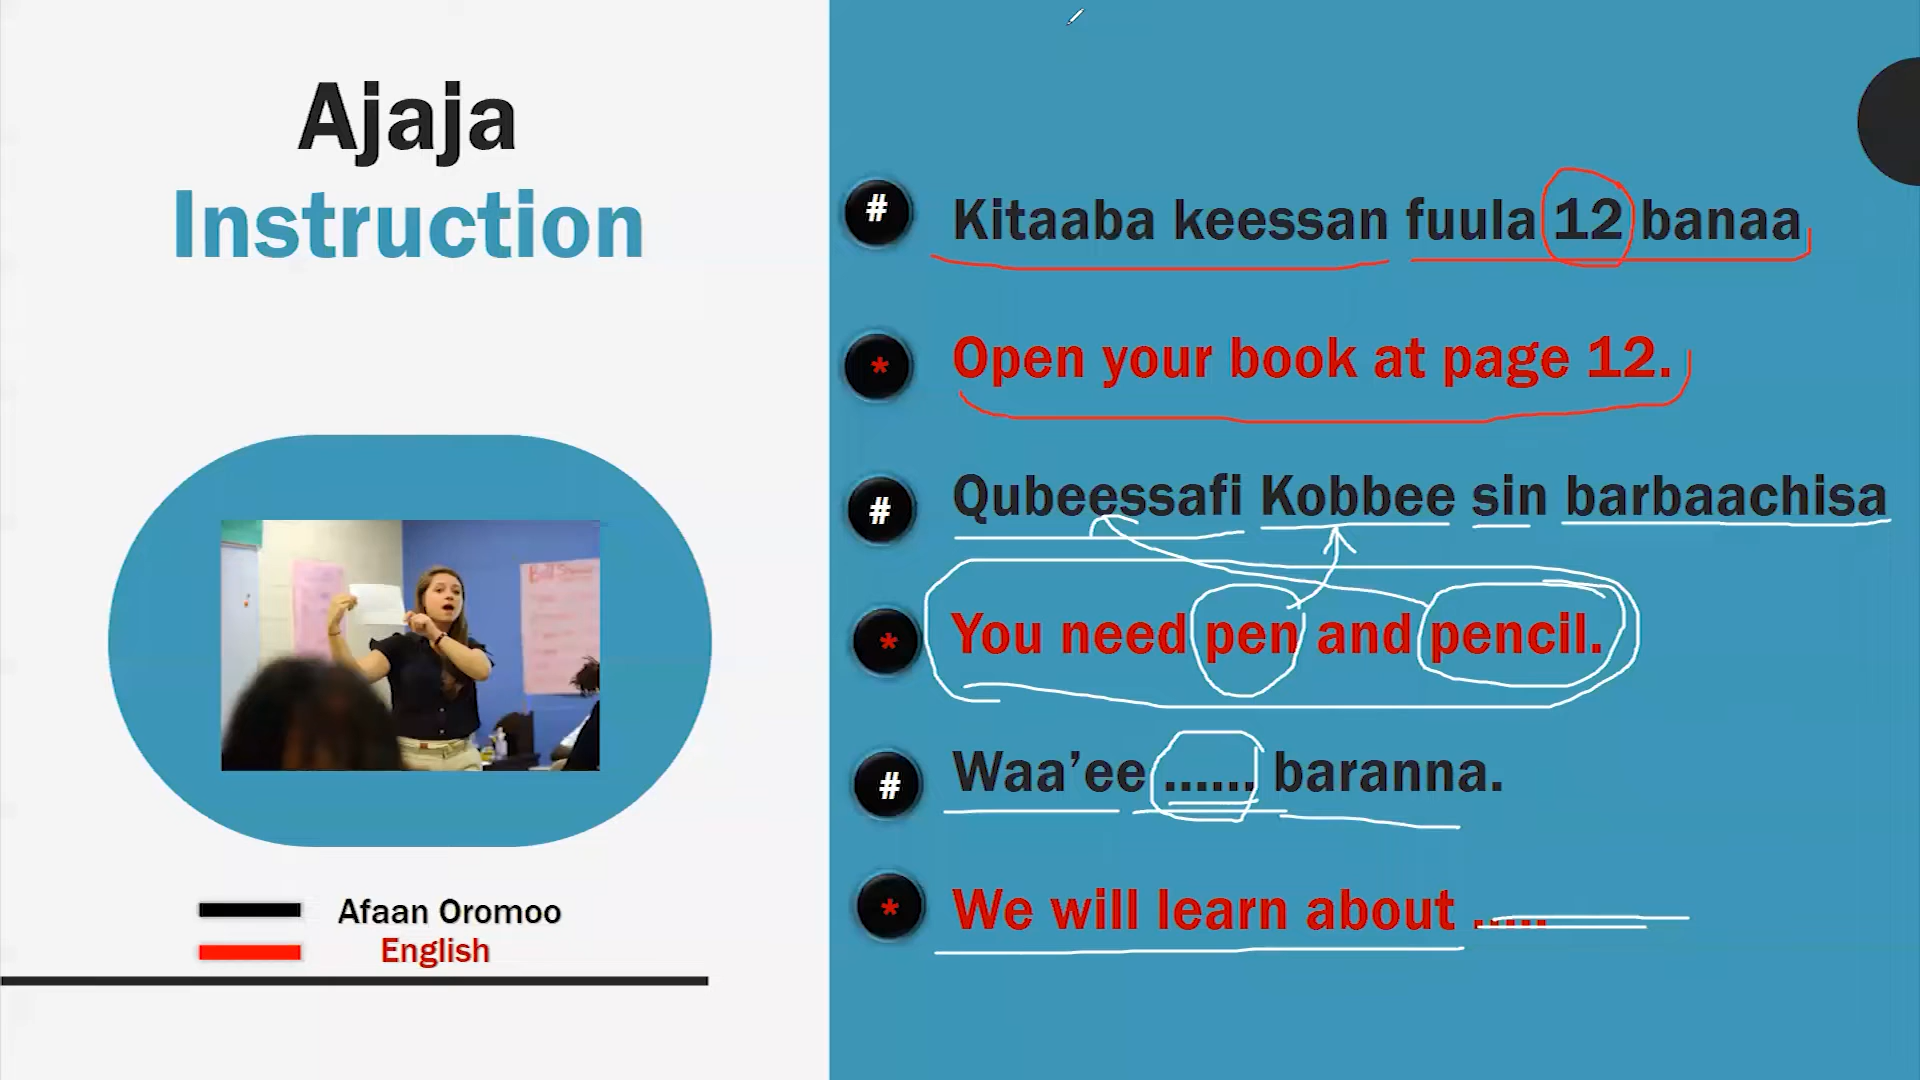 Ajaja
Instruction
Afaan Oromoo
English
# Kitaaba keessan fuula 12 banaa
* Open your book at page 12.
# Qubeessafi Kobbee sin barbaachisa
* You need pen and pencil.
# Waa’ee ...... baranna.
* We will learn about .....